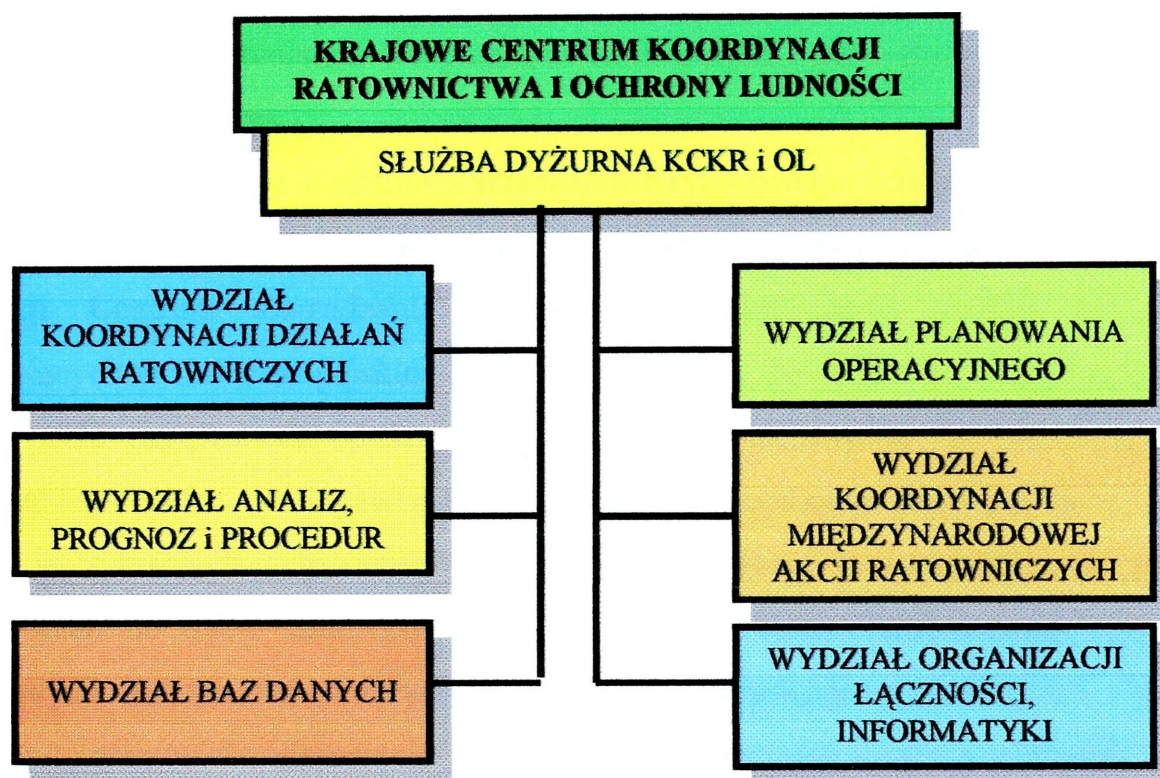 KRAJOWE CENTRUM KOORDYNACJI
RATOWNICTWA I OCHRONY LUDNOŚCI
SŁUŻBA DYŻURNA KCKR i OL
WYDZIAŁ
KOORDYNACJI DZIAŁAŃ
RATOWNICZYCH
WYDZIAŁ ANALIZ,
PROGNOZ i PROCEDUR
WYDZIAŁ BAZ DANYCH
WYDZIAŁ PLANOWANIA
OPERACYJNEGO
WYDZIAŁ
KOORDYNACJI
MIĘDZYNARODOWEJ
AKCJI RATOWNICZYCH
WYDZIAŁ ORGANIZACJI
ŁĄCZNOŚCI,
INFORMATYKI